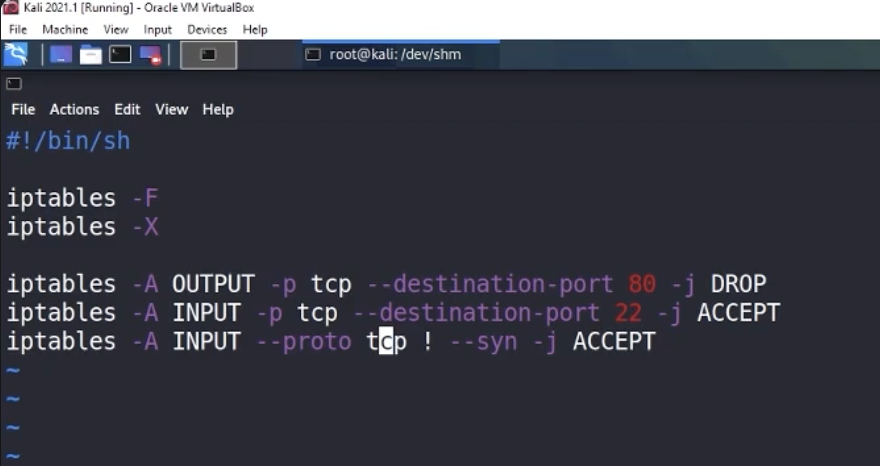 Kali 2021.1 [Running] - Oracle VM VirtualBox
File Machine View Input Devices Help
root@kali: /dev/shm
File Actions Edit View Help
#!/bin/sh
iptables -F
iptables -X
iptables -A OUTPUT -p tcp --destination-port 80 -j DROP
iptables -A INPUT -p tcp --destination-port 22 -j ACCEPT
iptables -A INPUT --proto tcp ! --syn -j ACCEPT
~
~
~
~